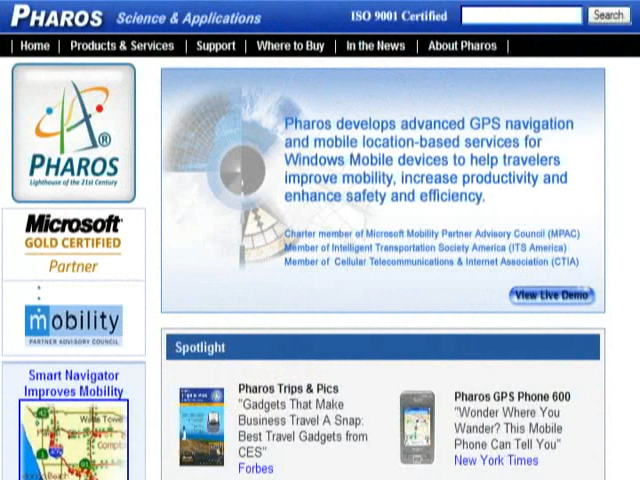 PHAROS Science & Applications
ISO 9001 Certified
Search
Home | Products & Services | Support | Where to Buy | In the News | About Pharos |
®
PHAROS
Lighthouse of the 21st Century
Pharos develops advanced GPS navigation
and mobile location-based services for
Windows Mobile devices to help travelers
improve mobility, increase productivity and
enhance safety and efficiency.
Charter member of Microsoft Mobility Partner Advisory Council (MPAC)
Member of Intelligent Transportation Society America (ITS America)
Member of Cellular Telecommunications & Internet Association (CTIA)
View Live Demo
Microsoft
GOLD CERTIFIED
Partner
mobility
PARTNER ADVISORY COUNCIL
Smart Navigator
Improves Mobility
Spotlight
Pharos Trips & Pics
"Gadgets That Make
Business Travel A Snap:
Best Travel Gadgets from
CES"
Forbes
Pharos GPS Phone 600
"Wonder Where You
Wander? This Mobile
Phone Can Tell You"
New York Times